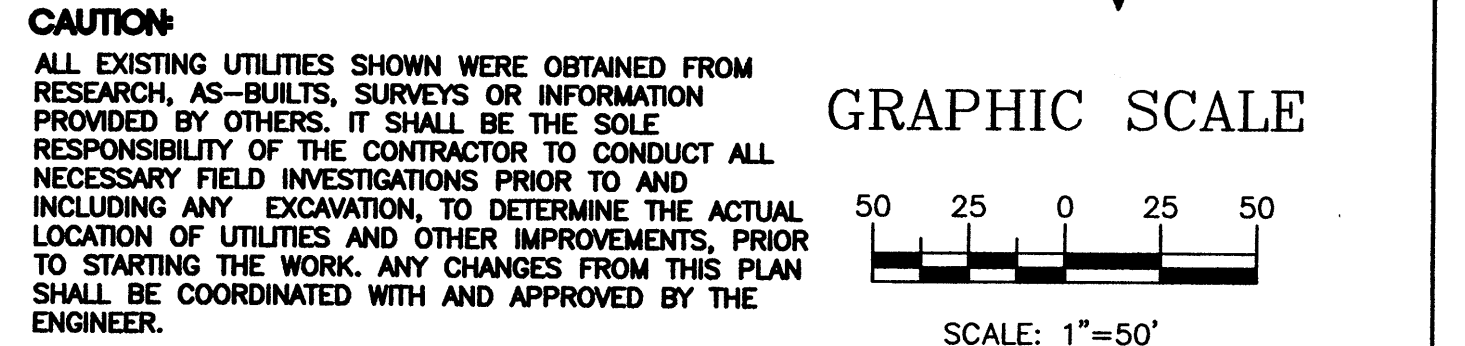 CAUTION:
ALL EXISTING UTILITIES SHOWN WERE OBTAINED FROM
RESEARCH, AS-BUILTS, SURVEYS OR INFORMATION
PROVIDED BY OTHERS. IT SHALL BE THE SOLE
RESPONSIBILITY OF THE CONTRACTOR TO CONDUCT ALL
NECESSARY FIELD INVESTIGATIONS PRIOR TO AND
INCLUDING ANY EXCAVATION, TO DETERMINE THE ACTUAL
LOCATION OF UTILITIES AND OTHER IMPROVEMENTS, PRIOR
TO STARTING THE WORK. ANY CHANGES FROM THIS PLAN
SHALL BE COORDINATED WITH AND APPROVED BY THE
ENGINEER.
GRAPHIC SCALE
50 25 0 25 50
SCALE: 1"=50'